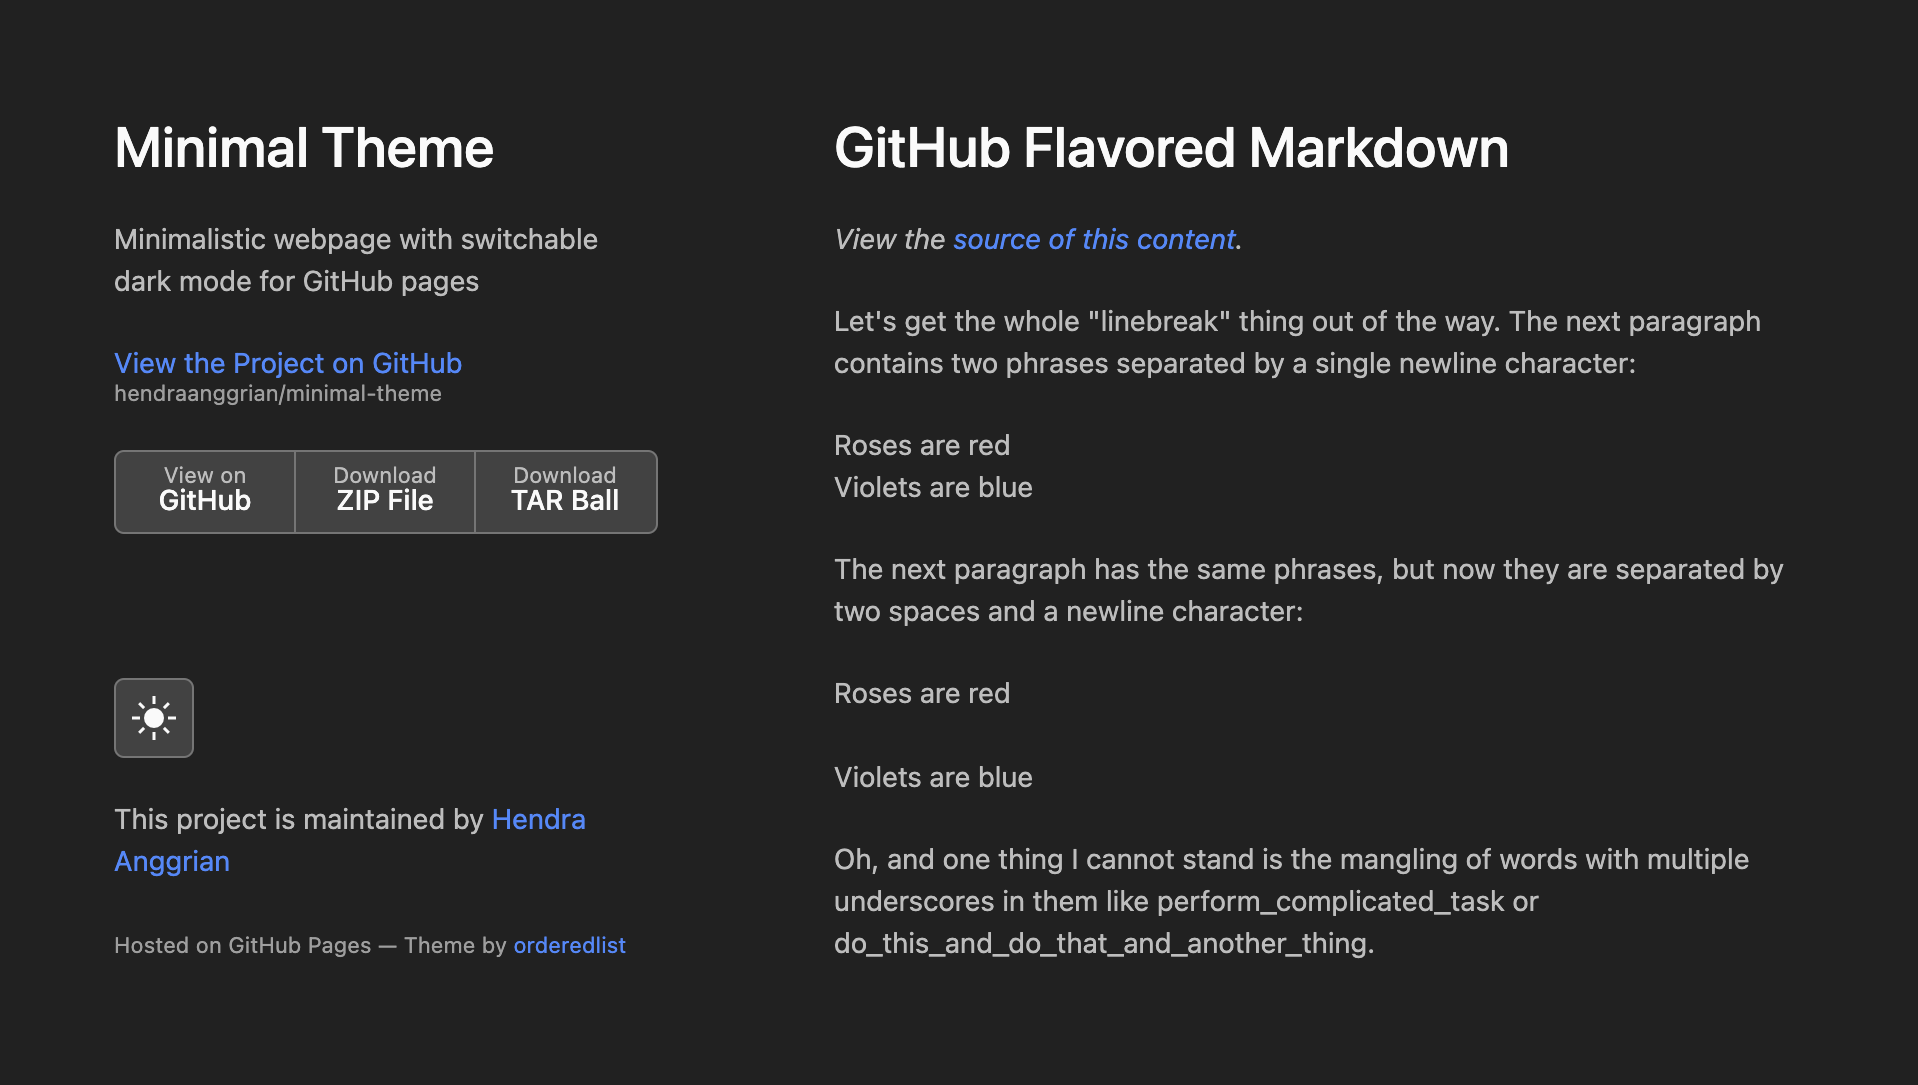 Minimal Theme
Minimalistic webpage with switchable
dark mode for GitHub pages
View the Project on GitHub
hendraanggrian/minimal-theme
View on
GitHub
Download
ZIP File
Download
TAR Ball
This project is maintained by Hendra
Anggrian
Hosted on GitHub Pages — Theme by orderedlist
GitHub Flavored Markdown
View the source of this content.
Let's get the whole "linebreak" thing out of the way. The next paragraph
contains two phrases separated by a single newline character:
Roses are red
Violets are blue
The next paragraph has the same phrases, but now they are separated by
two spaces and a newline character:
Roses are red
Violets are blue
Oh, and one thing I cannot stand is the mangling of words with multiple
underscores in them like perform_complicated_task or
do_this_and_do_that_and_another_thing.